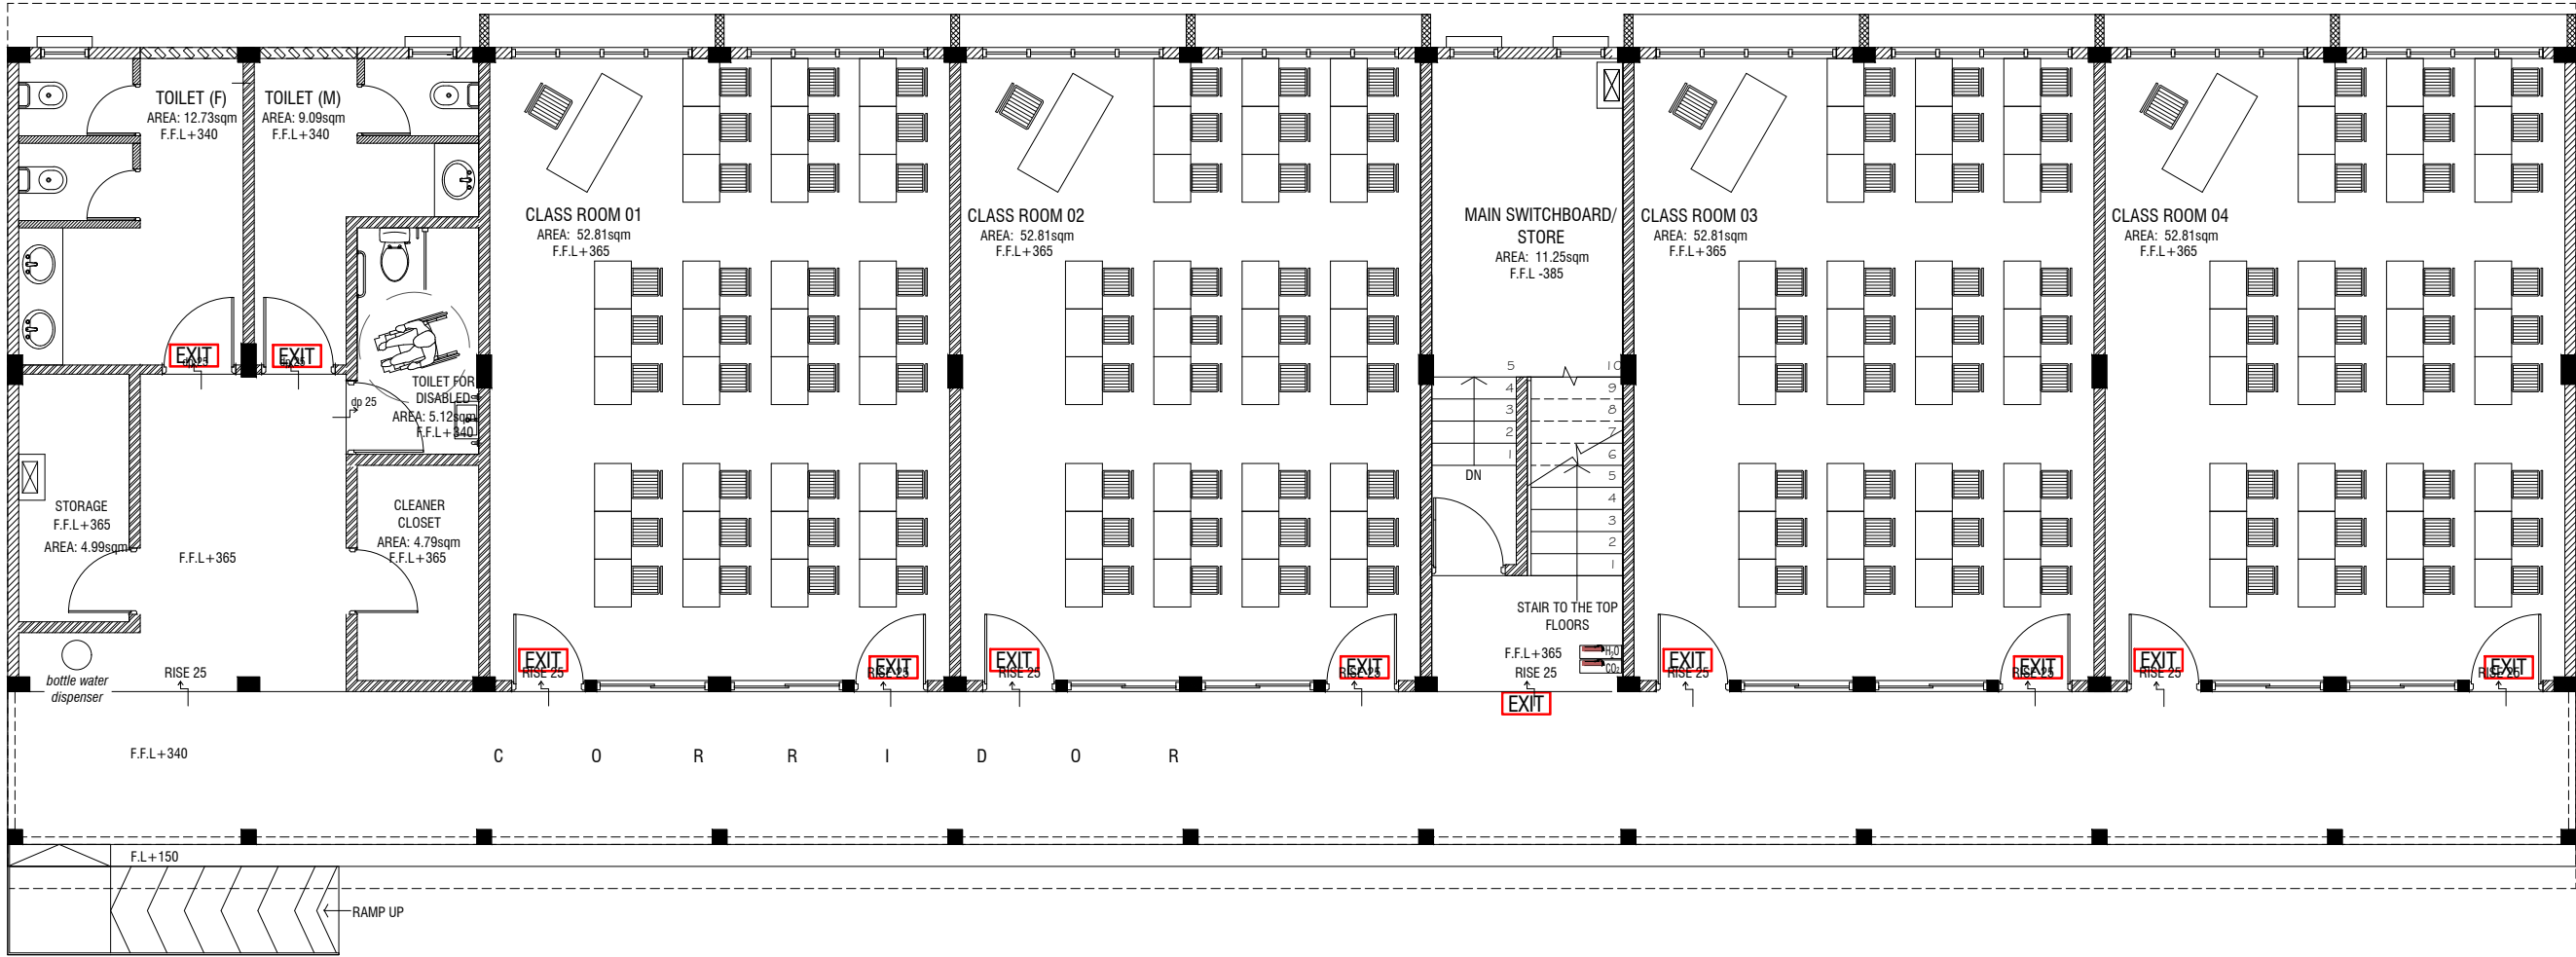 TOILET (F)
AREA: 12.73sqm
F.F.L+340
TOILET (M)
AREA: 9.09sqm
F.F.L+340
CLASS ROOM 01
AREA: 52.81sqm
F.F.L+365
CLASS ROOM 02
AREA: 52.81sqm
F.F.L+365
MAIN SWITCHBOARD/
STORE
AREA: 11.25sqm
F.F.L -385
CLASS ROOM 03
AREA: 52.81sqm
F.F.L+365
CLASS ROOM 04
AREA: 52.81sqm
F.F.L+365
EXIT
dp 25
EXIT
dp 25
TOILET FOR
DISABLED
AREA: 5.12sqm
F.F.L+340
dp 25
5
4
3
2
1
DN
10
9
8
7
6
5
4
3
2
1
STORAGE
F.F.L+365
AREA: 4.99sqm
F.F.L+365
CLEANER
CLOSET
AREA: 4.79sqm
F.F.L+365
STAIR TO THE TOP
FLOORS
F.F.L+365
RISE 25
H2O
CO2
EXIT
bottle water
dispenser
RISE 25
EXIT
RISE 25
EXIT
RISE 25
EXIT
RISE 25
EXIT
RISE 25
EXIT
RISE 25
EXIT
RISE 25
EXIT
RISE 25
EXIT
RISE 25
F.F.L+340
C O R R I D O R
F.L+150
RAMP UP